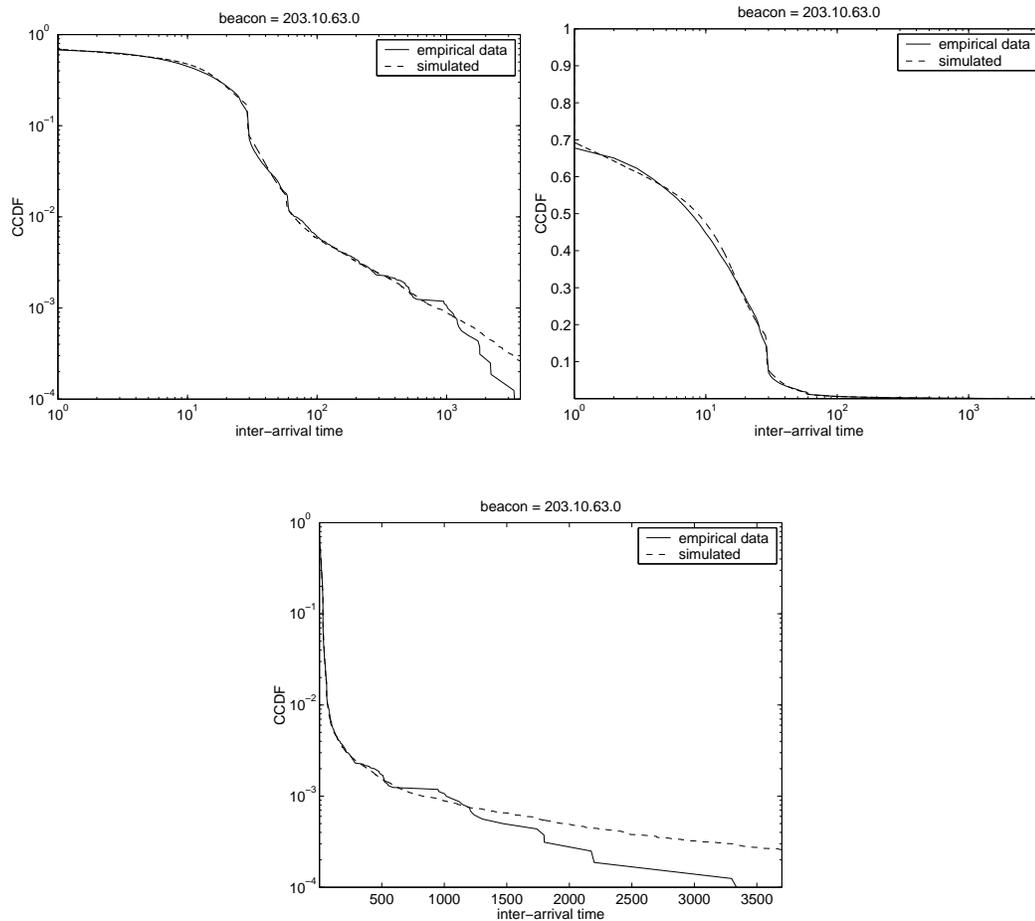 beacon = 203.10.63.0
10^0
10^-1
10^-2
10^-3
10^-4
CCDF
empirical data
simulated
10^0
10^1
10^2
10^3
inter−arrival time
beacon = 203.10.63.0
1
0.9
0.8
0.7
0.6
0.5
0.4
0.3
0.2
0.1
CCDF
empirical data
simulated
10^0
10^1
10^2
10^3
inter−arrival time
beacon = 203.10.63.0
10^0
10^-1
10^-2
10^-3
10^-4
CCDF
empirical data
simulated
500 1000 1500 2000 2500 3000 3500
inter−arrival time